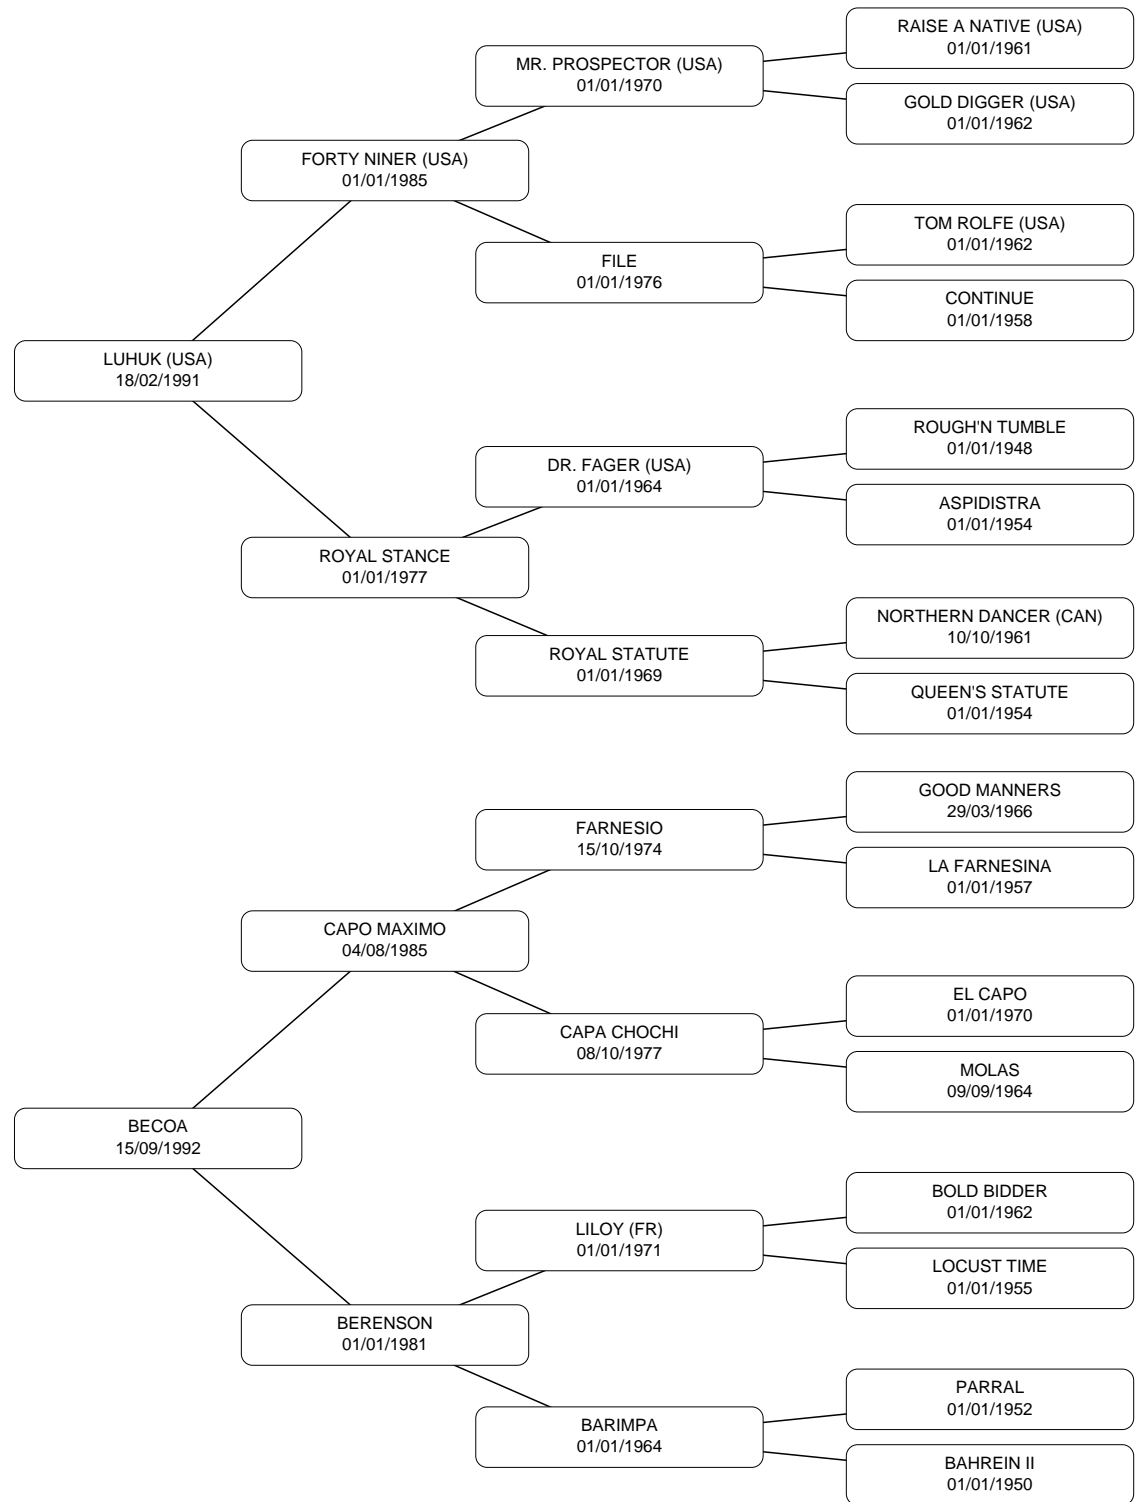 RAISE A NATIVE (USA)
01/01/1961
MR. PROSPECTOR (USA)
01/01/1970
GOLD DIGGER (USA)
01/01/1962
FORTY NINER (USA)
01/01/1985
TOM ROLFE (USA)
01/01/1962
FILE
01/01/1976
CONTINUE
01/01/1958
LUHUK (USA)
18/02/1991
ROUGH'N TUMBLE
01/01/1948
DR. FAGER (USA)
01/01/1964
ASPIDISTRA
01/01/1954
ROYAL STANCE
01/01/1977
NORTHERN DANCER (CAN)
10/10/1961
ROYAL STATUTE
01/01/1969
QUEEN'S STATUTE
01/01/1954
GOOD MANNERS
29/03/1966
FARNESIO
15/10/1974
LA FARNESINA
01/01/1957
CAPO MAXIMO
04/08/1985
EL CAPO
01/01/1970
CAPA CHOCHI
08/10/1977
MOLAS
09/09/1964
BECOA
15/09/1992
BOLD BIDDER
01/01/1962
LILOY (FR)
01/01/1971
LOCUST TIME
01/01/1955
BERENSON
01/01/1981
PARRAL
01/01/1952
BARIMPA
01/01/1964
BAHREIN II
01/01/1950